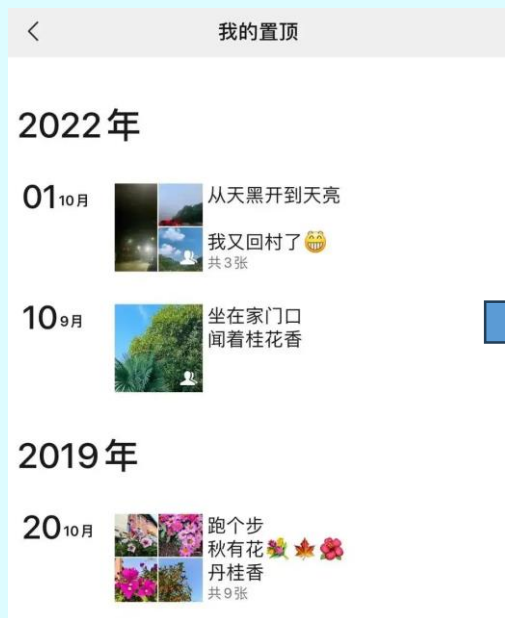 我的置顶
2022年
01 10月
从天黑开到天亮
我又回村了😁
共3张
10 9月
坐在家门口
闻着桂花香
2019年
20 10月
跑个步
秋有花💐🍁🌺
丹桂香
共9张